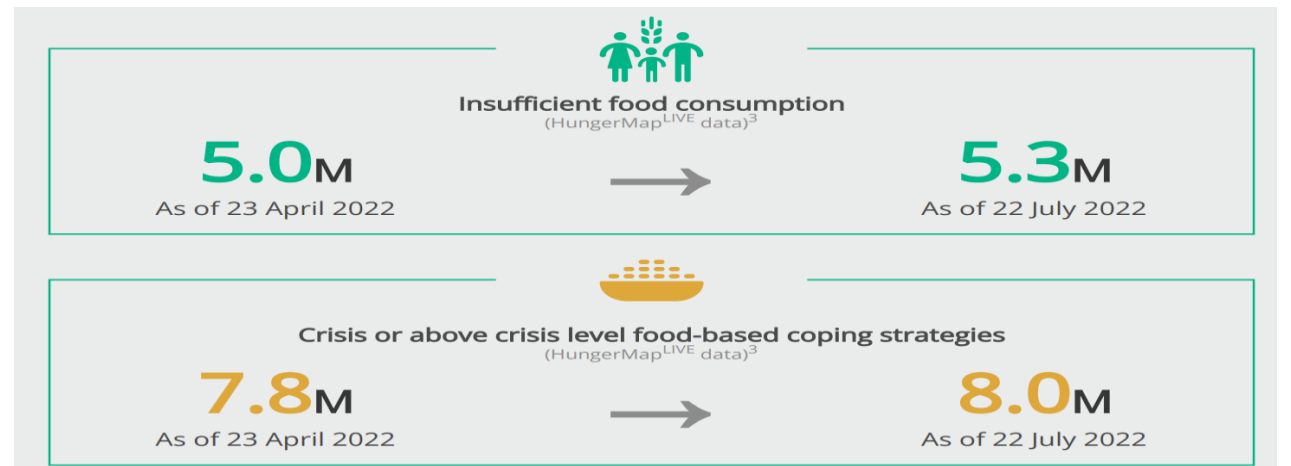 Insufficient food consumption
(HungerMapLIVE data)3
5.0M
5.3M
As of 23 April 2022
As of 22 July 2022
Crisis or above crisis level food-based coping strategies
(HungerMapLIVE data)3
7.8M
8.0M
As of 23 April 2022
As of 22 July 2022